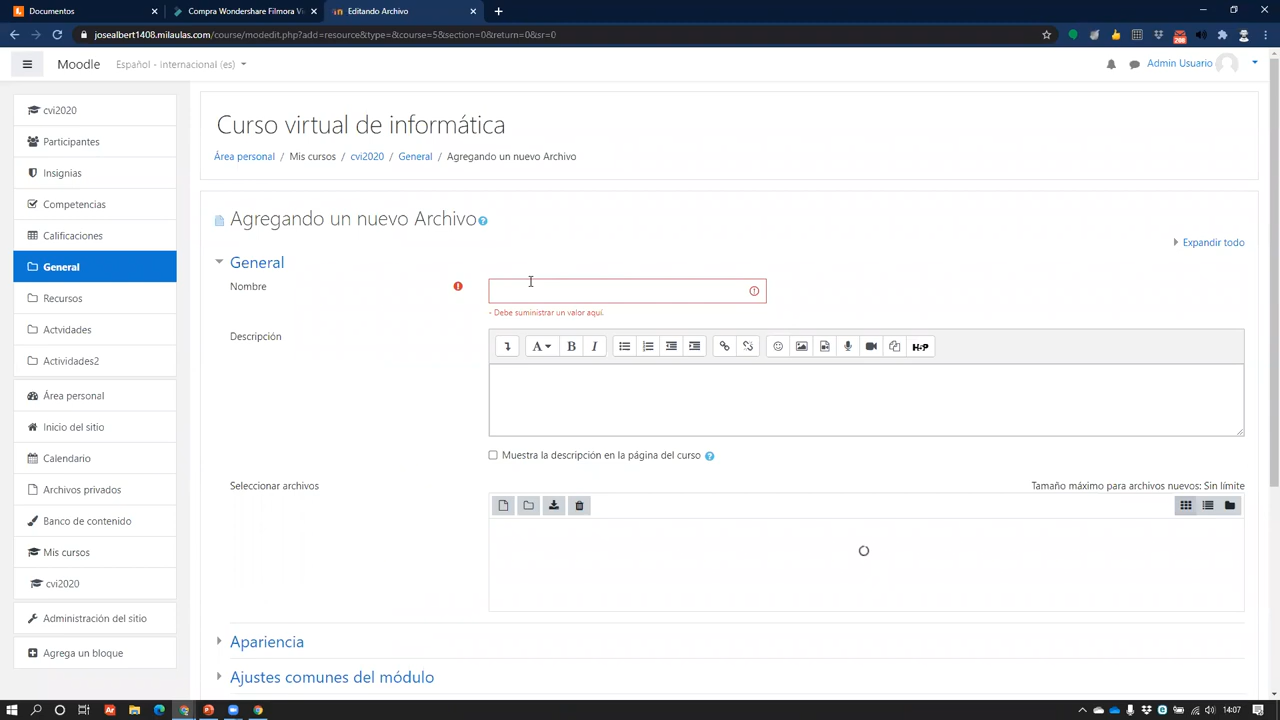 Documentos
Compra Wondershare Filmora V
Editando Archivo
josealbert1408.milaulas.com/course/modedit.php?add=resource&type=&course=5&section=0&return=0&sr=0
Moodle
Español - internacional (es)
Admin Usuario
cvi2020
Participantes
Insignias
Competencias
Calificaciones
General
Recursos
Actvidades
Actividades2
Área personal
Inicio del sitio
Calendario
Archivos privados
Banco de contenido
Mis cursos
cvi2020
Administración del sitio
Agrega un bloque
Curso virtual de informática
Área personal / Mis cursos / cvi2020 / General / Agregando un nuevo Archivo
Agregando un nuevo Archivo
Expandir todo
General
Nombre
- Debe suministrar un valor aquí.
Descripción
A B I H-P
Muestra la descripción en la página del curso
Seleccionar archivos
Tamaño máximo para archivos nuevos: Sin límite
Apariencia
Ajustes comunes del módulo
14:07